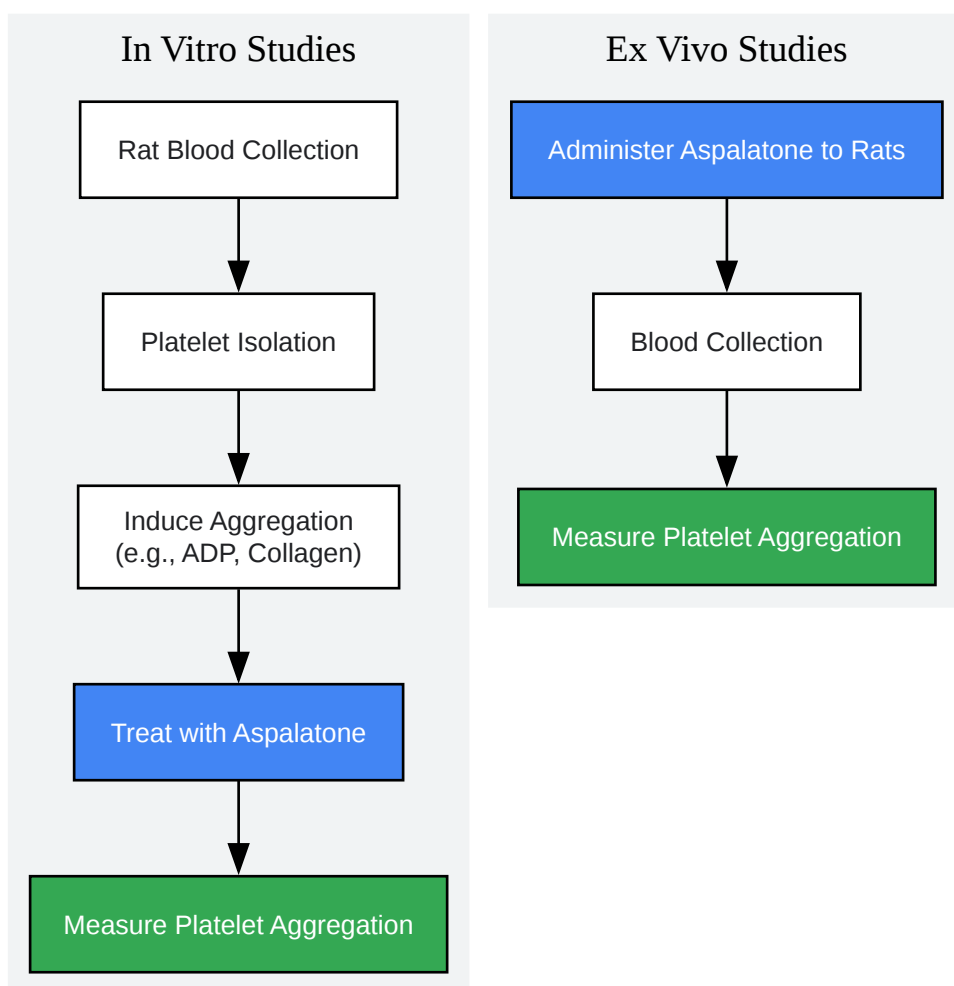 In Vitro Studies
Rat Blood Collection
Platelet Isolation
Induce Aggregation
(e.g., ADP, Collagen)
Treat with Aspalatone
Measure Platelet Aggregation
Ex Vivo Studies
Administer Aspalatone to Rats
Blood Collection
Measure Platelet Aggregation